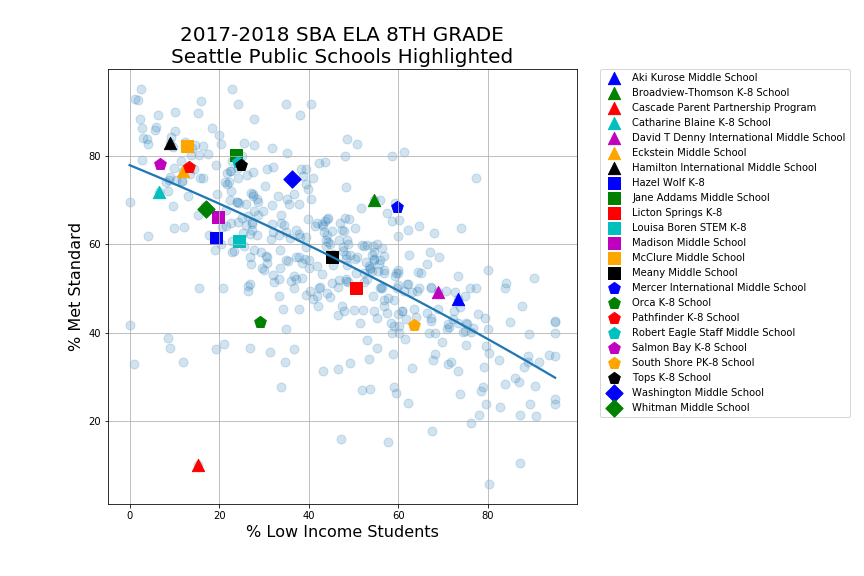 2017-2018 SBA ELA 8TH GRADE
Seattle Public Schools Highlighted
% Met Standard
80
60
40
20
0
20
40
60
80
% Low Income Students
Aki Kurose Middle School
Broadview-Thomson K-8 School
Cascade Parent Partnership Program
Catharine Blaine K-8 School
David T Denny International Middle School
Eckstein Middle School
Hamilton International Middle School
Hazel Wolf K-8
Jane Addams Middle School
Licton Springs K-8
Louisa Boren STEM K-8
Madison Middle School
McClure Middle School
Meany Middle School
Mercer International Middle School
Orca K-8 School
Pathfinder K-8 School
Robert Eagle Staff Middle School
Salmon Bay K-8 School
South Shore PK-8 School
Tops K-8 School
Washington Middle School
Whitman Middle School